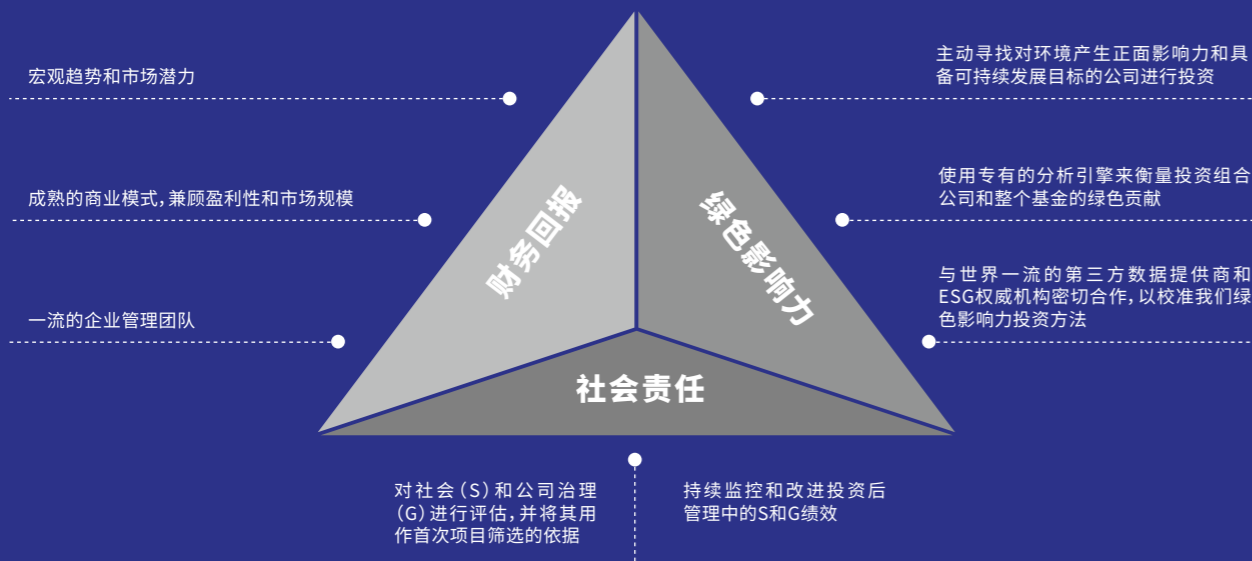 宏观趋势和市场潜力
成熟的商业模式，兼顾盈利性和市场规模
一流的企业管理团队
财务回报
绿色影响力
社会责任
主动寻找对环境产生正面影响力和具
备可持续发展目标的公司进行投资
使用专有的分析引擎来衡量投资组合
公司和整个基金的绿色贡献
与世界一流的第三方数据提供商和
ESG权威机构密切合作，以校准我们绿
色影响力投资方法
对社会（S）和公司治理
（G）进行评估，并将其用
作首次项目筛选的依据
持续监控和改进投资后
管理中的S和G绩效